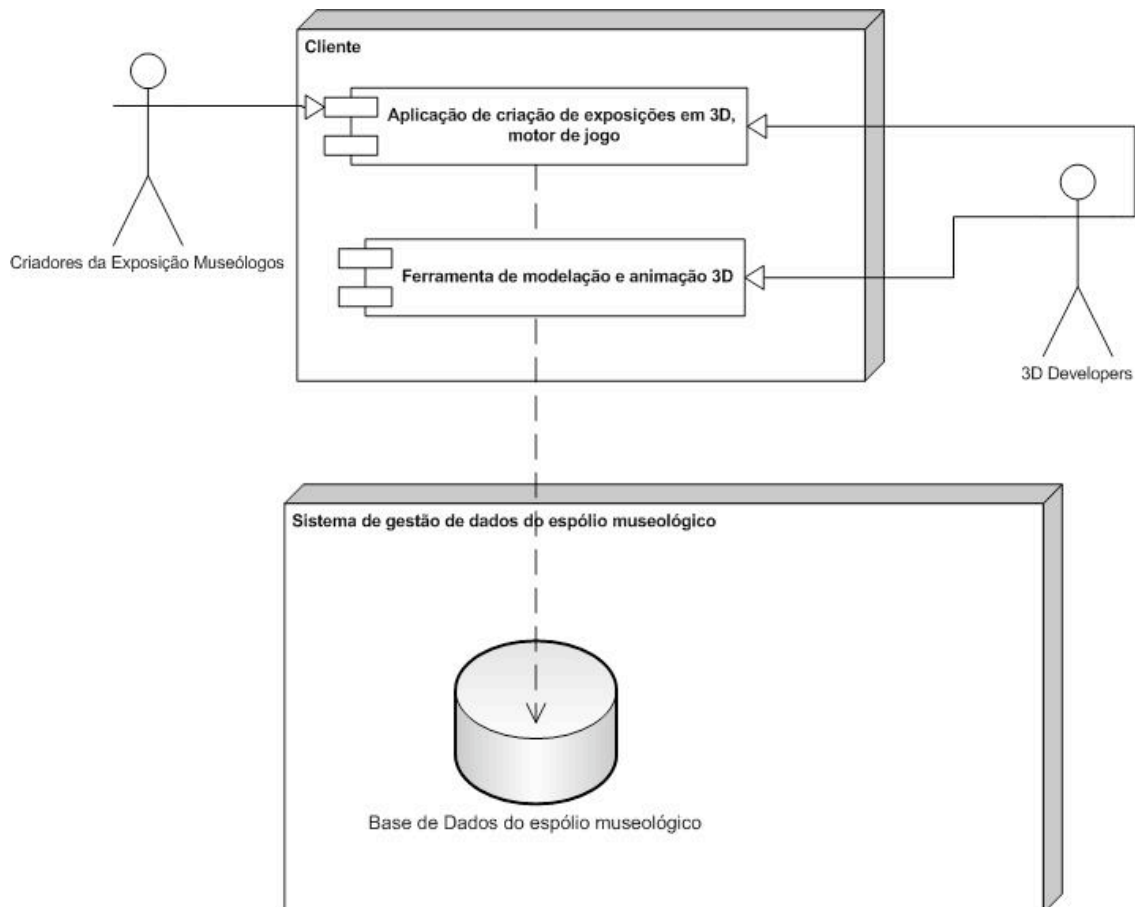 Cliente
Aplicação de criação de exposições em 3D,
motor de jogo
Criadores da Exposição Museólogos
Ferramenta de modelação e animação 3D
3D Developers
Sistema de gestão de dados do espólio museológico
Base de Dados do espólio museológico